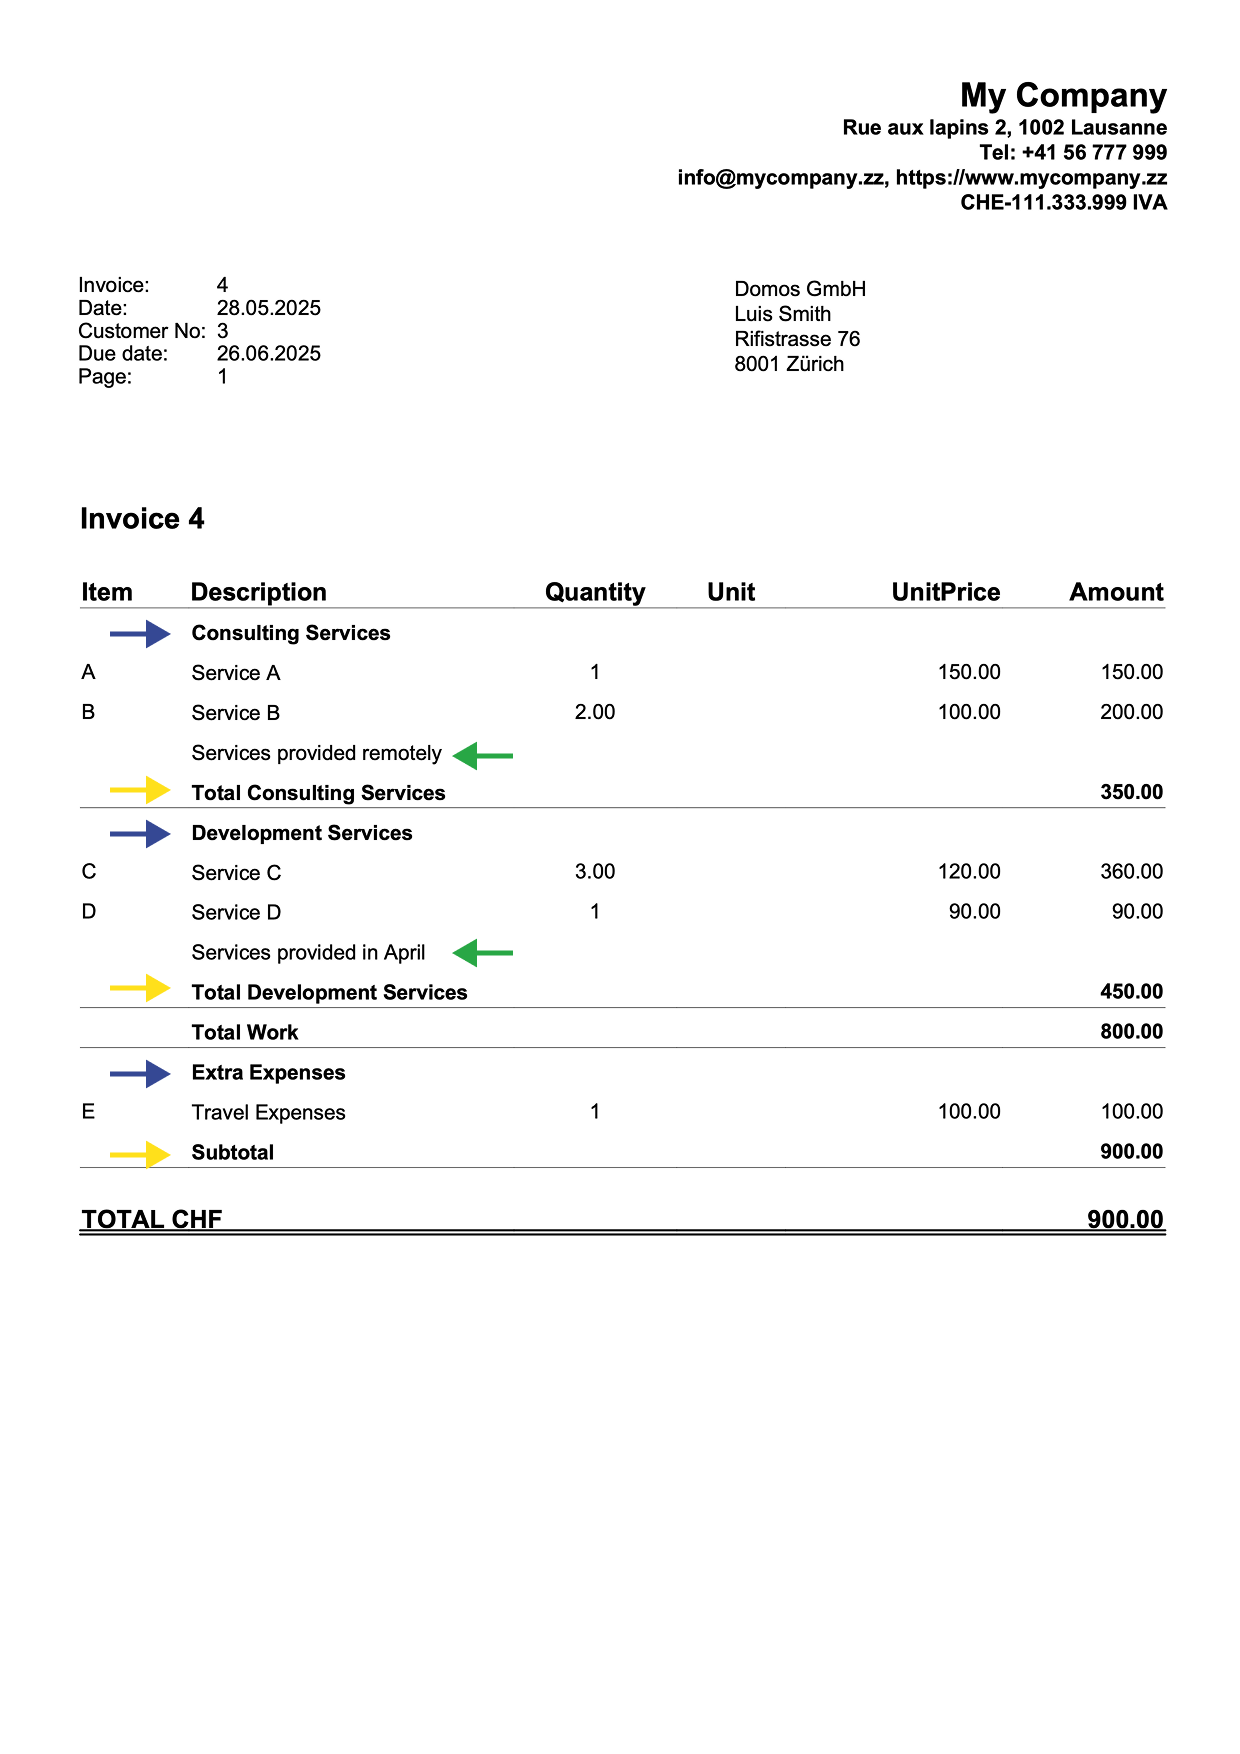 My Company
Rue aux lapins 2, 1002 Lausanne
Tel: +41 56 777 999
info@mycompany.zz, https://www.mycompany.zz
CHE-111.333.999 IVA
Invoice: 4
Date: 28.05.2025
Customer No: 3
Due date: 26.06.2025
Page: 1
Domos GmbH
Luis Smith
Rifistrasse 76
8001 Zürich
Invoice 4
Item Description Quantity Unit UnitPrice Amount
Consulting Services
A Service A 1 150.00 150.00
B Service B 2.00 100.00 200.00
Services provided remotely
Total Consulting Services 350.00
Development Services
C Service C 3.00 120.00 360.00
D Service D 1 90.00 90.00
Services provided in April
Total Development Services 450.00
Total Work 800.00
Extra Expenses
E Travel Expenses 1 100.00 100.00
Subtotal 900.00
TOTAL CHF 900.00